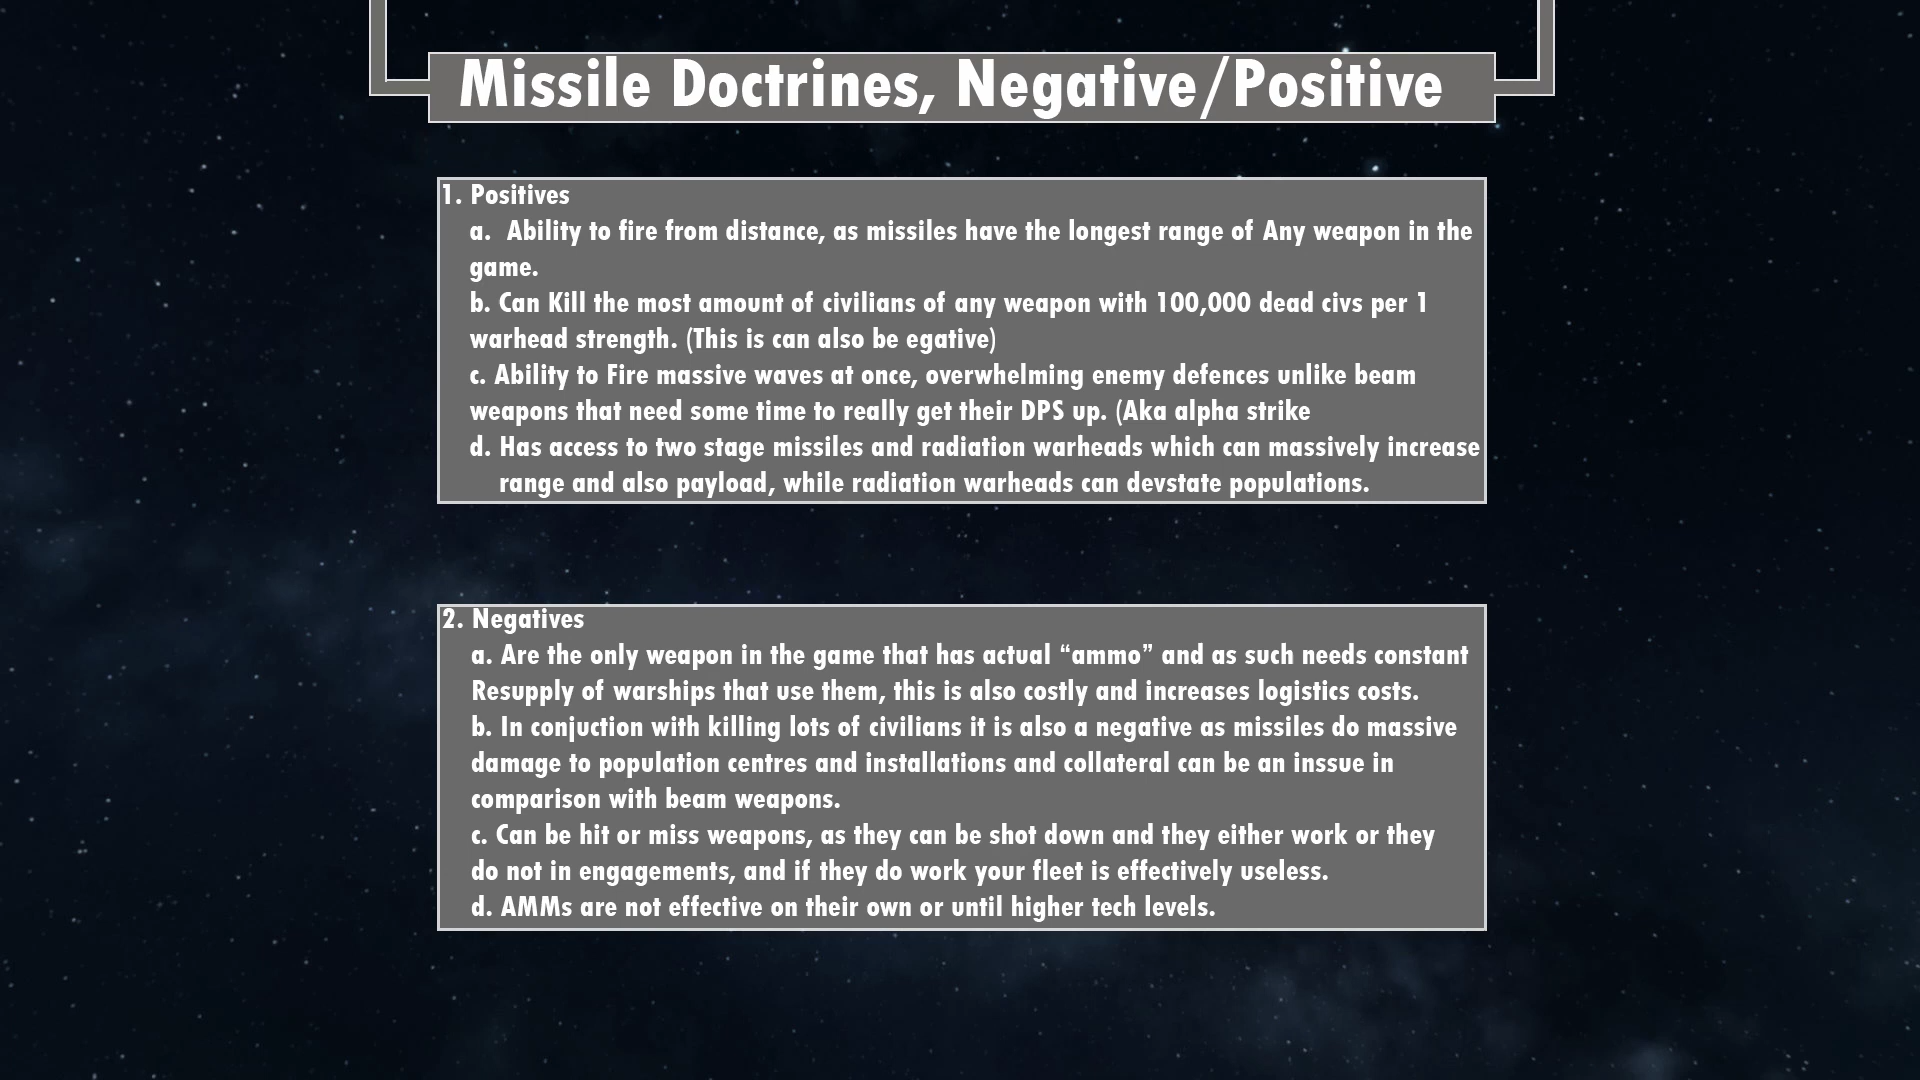 Missile Doctrines, Negative/Positive
1. Positives
a.  Ability to fire from distance, as missiles have the longest range of Any weapon in the
game.
b. Can Kill the most amount of civilians of any weapon with 100,000 dead civs per 1
warhead strength. (This is can also be egative)
c. Ability to Fire massive waves at once, overwhelming enemy defences unlike beam
weapons that need some time to really get their DPS up. (Aka alpha strike
d. Has access to two stage missiles and radiation warheads which can massively increase
range and also payload, while radiation warheads can devstate populations.
2. Negatives
a. Are the only weapon in the game that has actual “ammo” and as such needs constant
Resupply of warships that use them, this is also costly and increases logistics costs.
b. In conjuction with killing lots of civilians it is also a negative as missiles do massive
damage to population centres and installations and collateral can be an inssue in
comparison with beam weapons.
c. Can be hit or miss weapons, as they can be shot down and they either work or they
do not in engagements, and if they do work your fleet is effectively useless.
d. AMMs are not effective on their own or until higher tech levels.